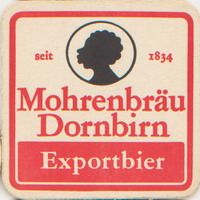 seit 1834
Mohrenbräu
Dornbirn
Exportbier